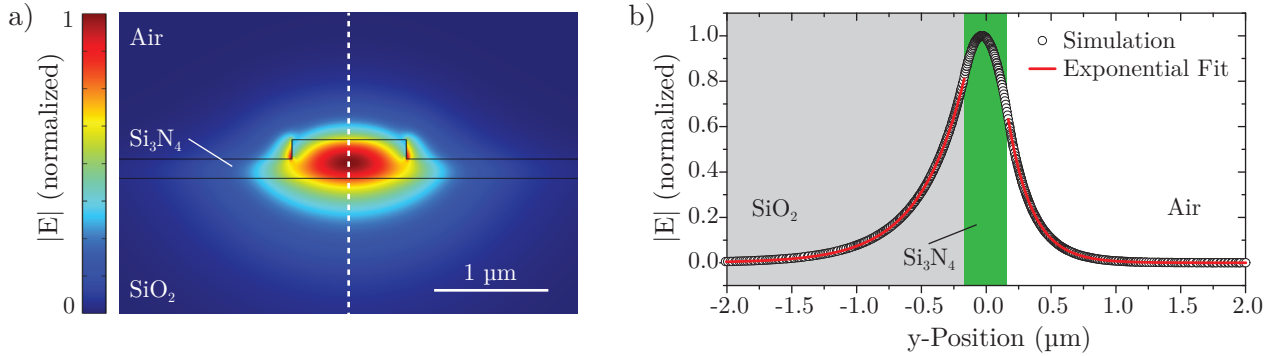 a)
1
|E| (normalized)
0
Air
Si₃N₄
SiO₂
1 µm
b)
|E| (normalized)
1.0
0.8
0.6
0.4
0.2
0.0
Simulation
Exponential Fit
SiO₂
Si₃N₄
Air
-2.0 -1.5 -1.0 -0.5 0.0 0.5 1.0 1.5 2.0
y-Position (µm)